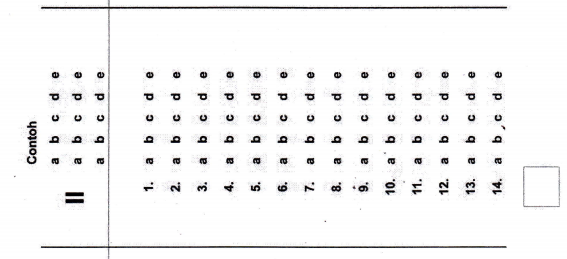 Contoh
a b c d e
II a b c d e
a b c d e
1. a b c d e
2. a b c d e
3. a b c d e
4. a b c d e
5. a b c d e
6. a b c d e
7. a b c d e
8. a b c d e
9. a b c d e
10. a b c d e
11. a b c d e
12. a b c d e
13. a b c d e
14. a b c d e